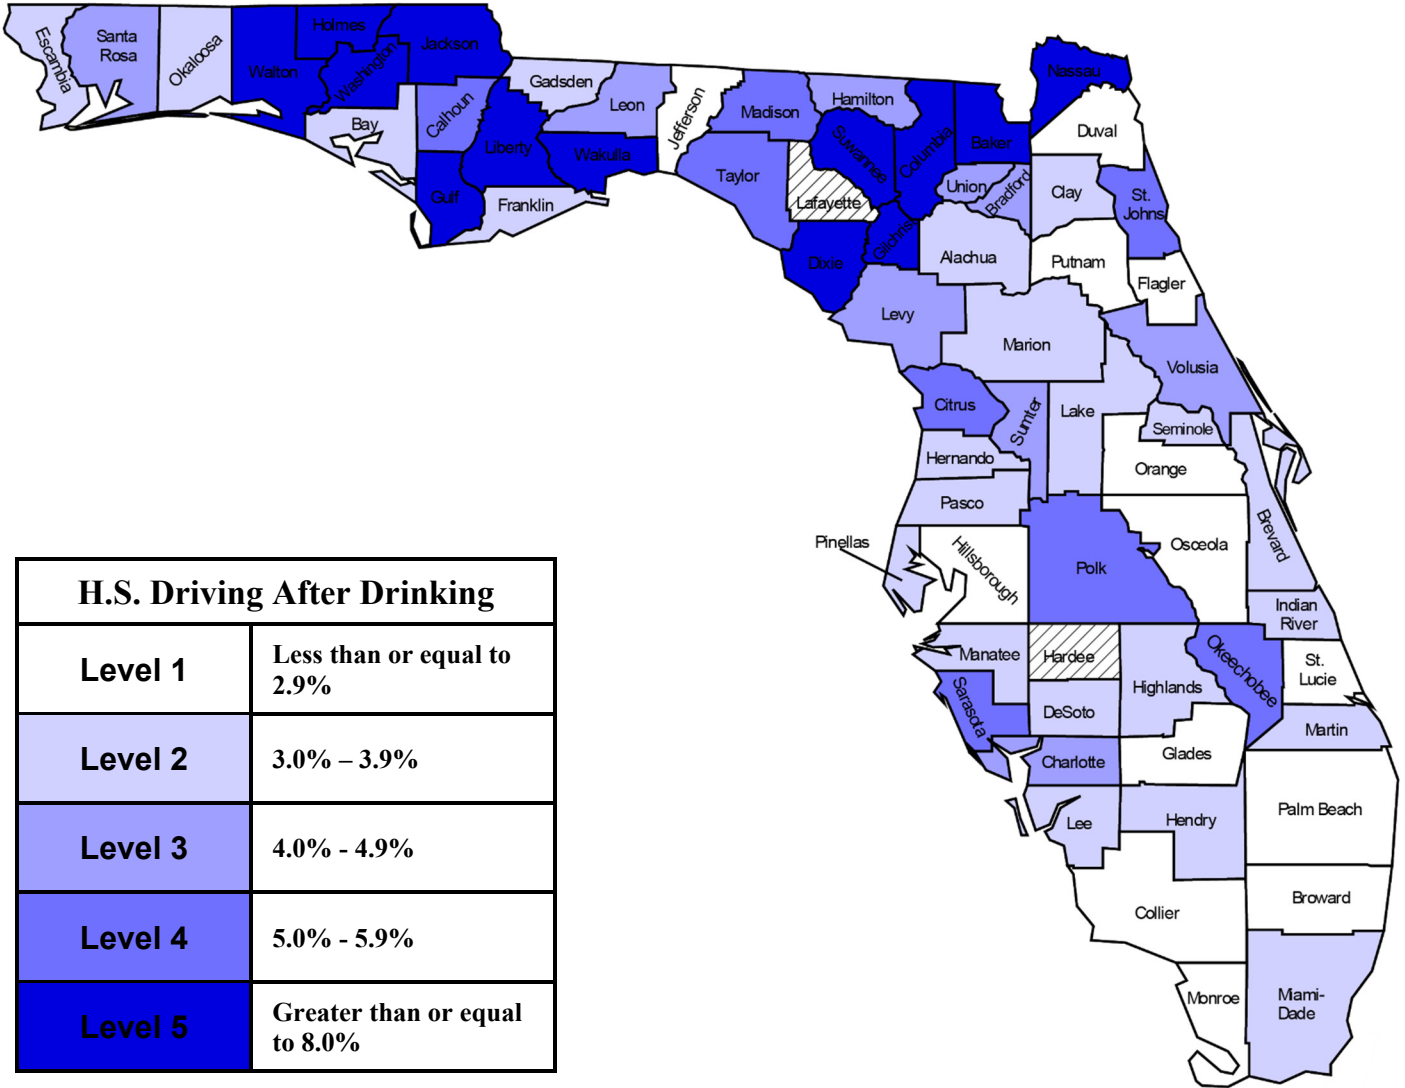 Escambia
Santa
Rosa
Okaloosa
Walton
Holmes
Washington
Jackson
Bay
Calhoun
Gulf
Liberty
Gadsden
Franklin
Leon
Wakulla
Jefferson
Madison
Taylor
Hamilton
Suwannee
Lafayette
Dixie
Columbia
Gilchrist
Baker
Union
Bradford
Nassau
Duval
Clay
St.
Johns
Alachua
Putnam
Flagler
Levy
Marion
Volusia
Citrus
Sumter
Lake
Seminole
Hernando
Orange
Pasco
Pinellas
Hillsborough
Polk
Osceola
Brevard
Indian
River
Manatee
Hardee
Highlands
Okeechobee
St.
Lucie
Sarasota
DeSoto
Martin
Charlotte
Glades
Lee
Hendry
Palm Beach
Collier
Broward
Monroe
Miami-
Dade
H.S. Driving After Drinking
Level 1
Less than or equal to
2.9%
Level 2
3.0% – 3.9%
Level 3
4.0% - 4.9%
Level 4
5.0% - 5.9%
Level 5
Greater than or equal
to 8.0%